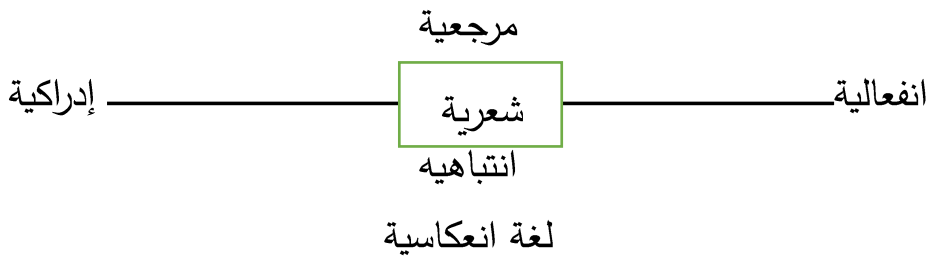 مرجعية
انفعالية
شعرية
إدراكية
انتباهيه
لغة انعكاسية